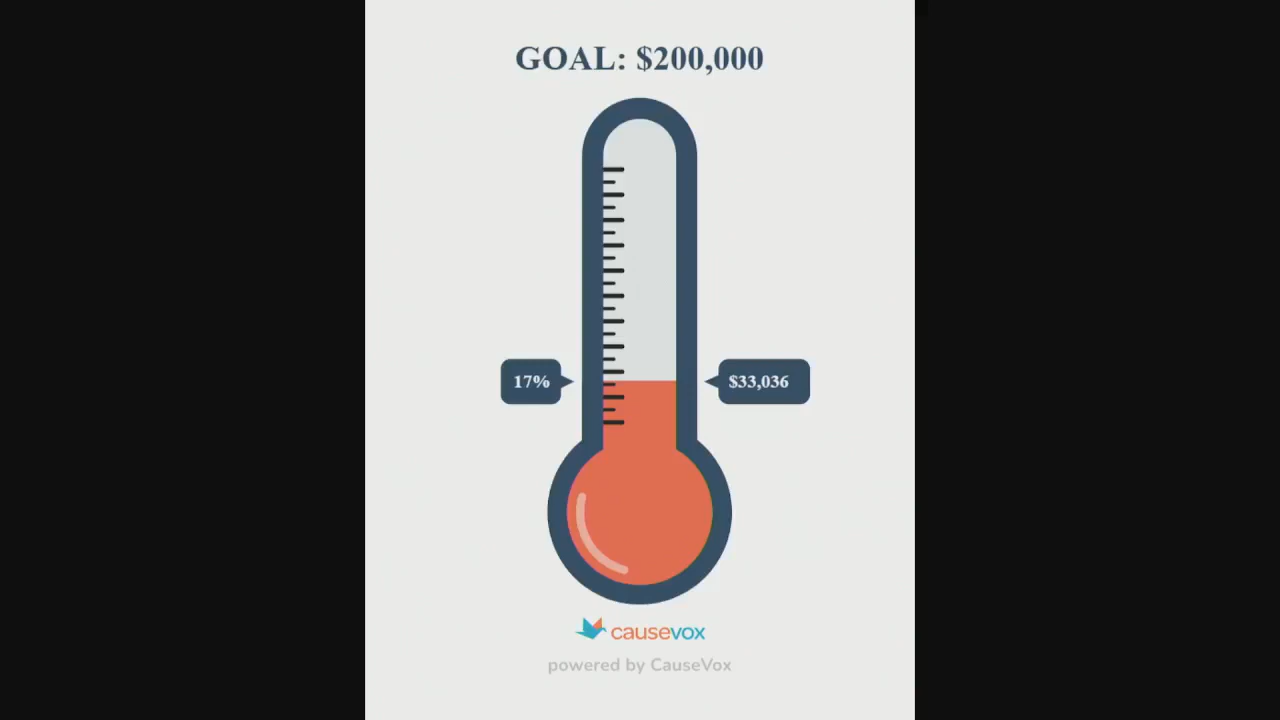 GOAL: $200,000
17%
$33,036
causevox
powered by CauseVox